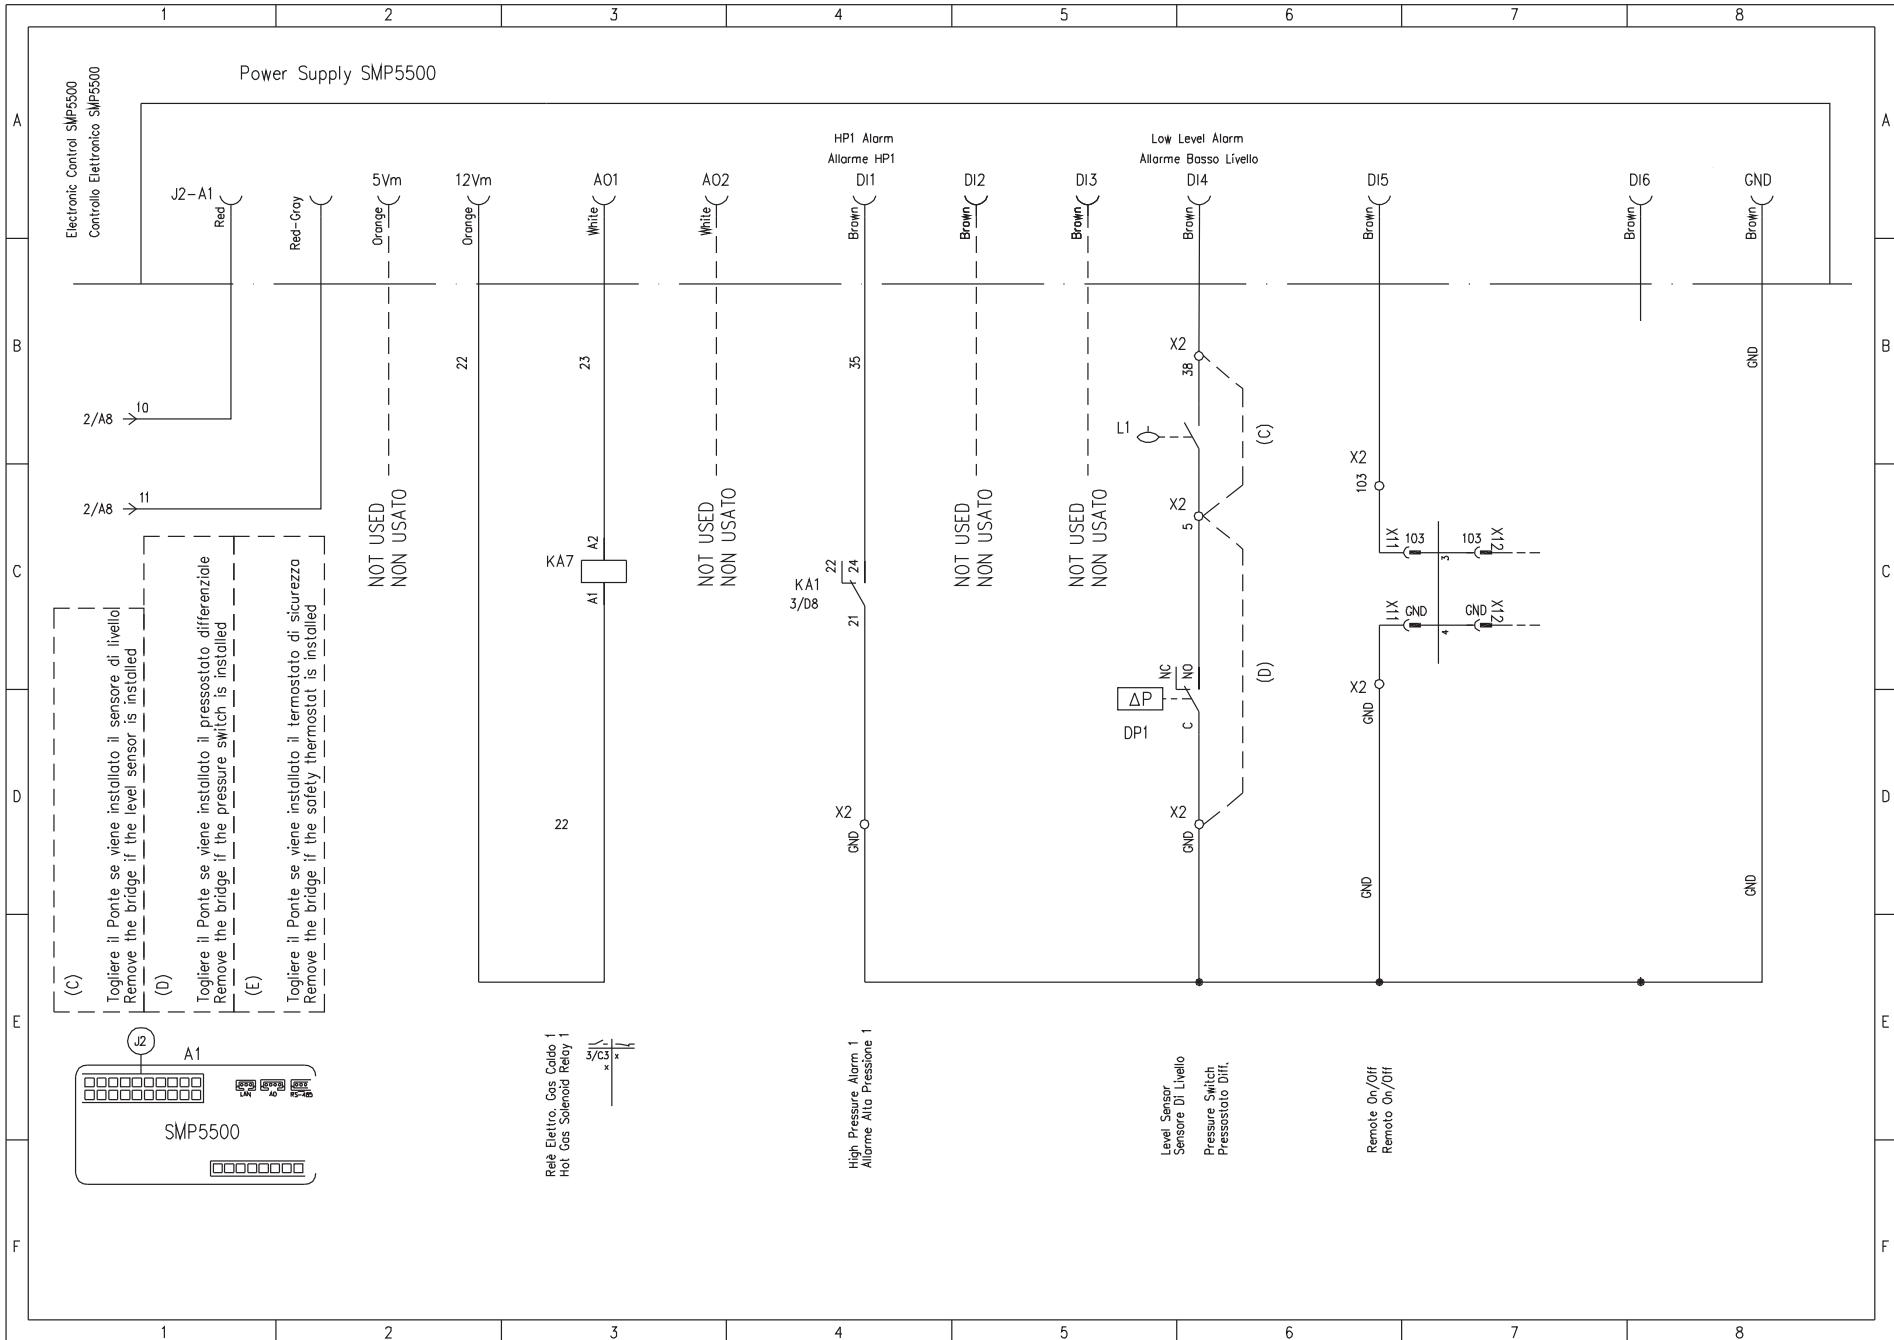 1 2 3 4 5 6 7 8
A
B
C
D
E
F
A
B
C
D
E
F
Electronic Control SMP5500
Controllo Elettronico SMP5500
Power Supply SMP5500
HP1 Alarm
Allarme HP1
Low Level Alarm
Allarme Basso Livello
J2-A1
5Vm
12Vm
AO1
AO2
DI1
DI2
DI3
DI4
DI5
DI6
GND
Red
Red-Gray
Orange
Orange
White
White
Brown
Brown
Brown
Brown
Brown
Brown
Brown
2/A8
10
2/A8
11
22
23
35
X2
38
GND
L1
(C)
X2
5
X2
103
NOT USED
NON USATO
NOT USED
NON USATO
NOT USED
NON USATO
NOT USED
NON USATO
KA7
A2
A1
22
24
KA1
3/D8
21
X11
103
3
103
X12
X11
GND
4
GND
X12
NC
NO
(D)
ΔP
DP1
C
X2
GND
22
X2
GND
X2
GND
GND
GND
(C)
Togliere il Ponte se viene installato il sensore di livello
Remove the bridge if the level sensor is installed
(D)
Togliere il Ponte se viene installato il pressostato differenziale
Remove the bridge if the pressure switch is installed
(E)
Togliere il Ponte se viene installato il termostato di sicurezza
Remove the bridge if the safety thermostat is installed
J2
A1
LAN
AO
RS-485
SMP5500
Relè Elettro. Gas Caldo 1
Hot Gas Solenoid Relay 1
3/C3
x
x
High Pressure Alarm 1
Allarme Alta Pressione 1
Level Sensor
Sensore Di Livello
Pressure Switch
Pressostato Diff.
Remote On/Off
Remoto On/Off
1 2 3 4 5 6 7 8